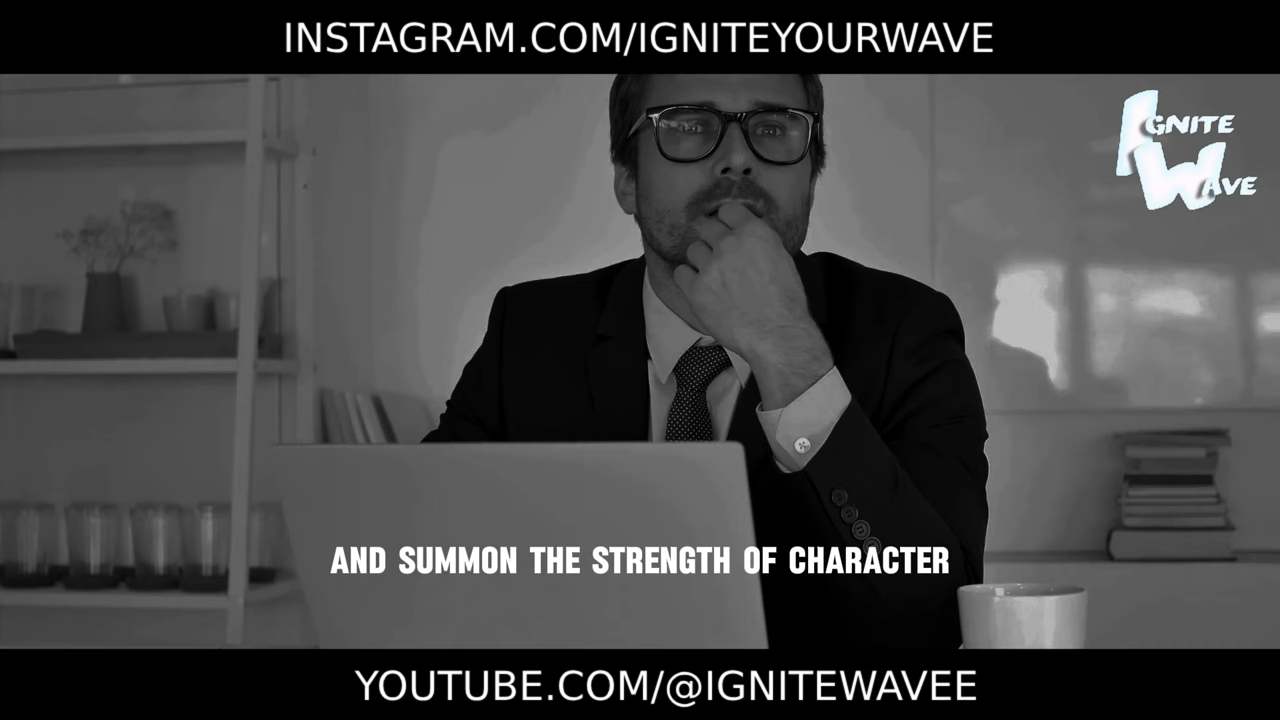 INSTAGRAM.COM/IGNITEYOURWAVE
IGNITE
WAVE
AND SUMMON THE STRENGTH OF CHARACTER
YOUTUBE.COM/@IGNITEWAVEE